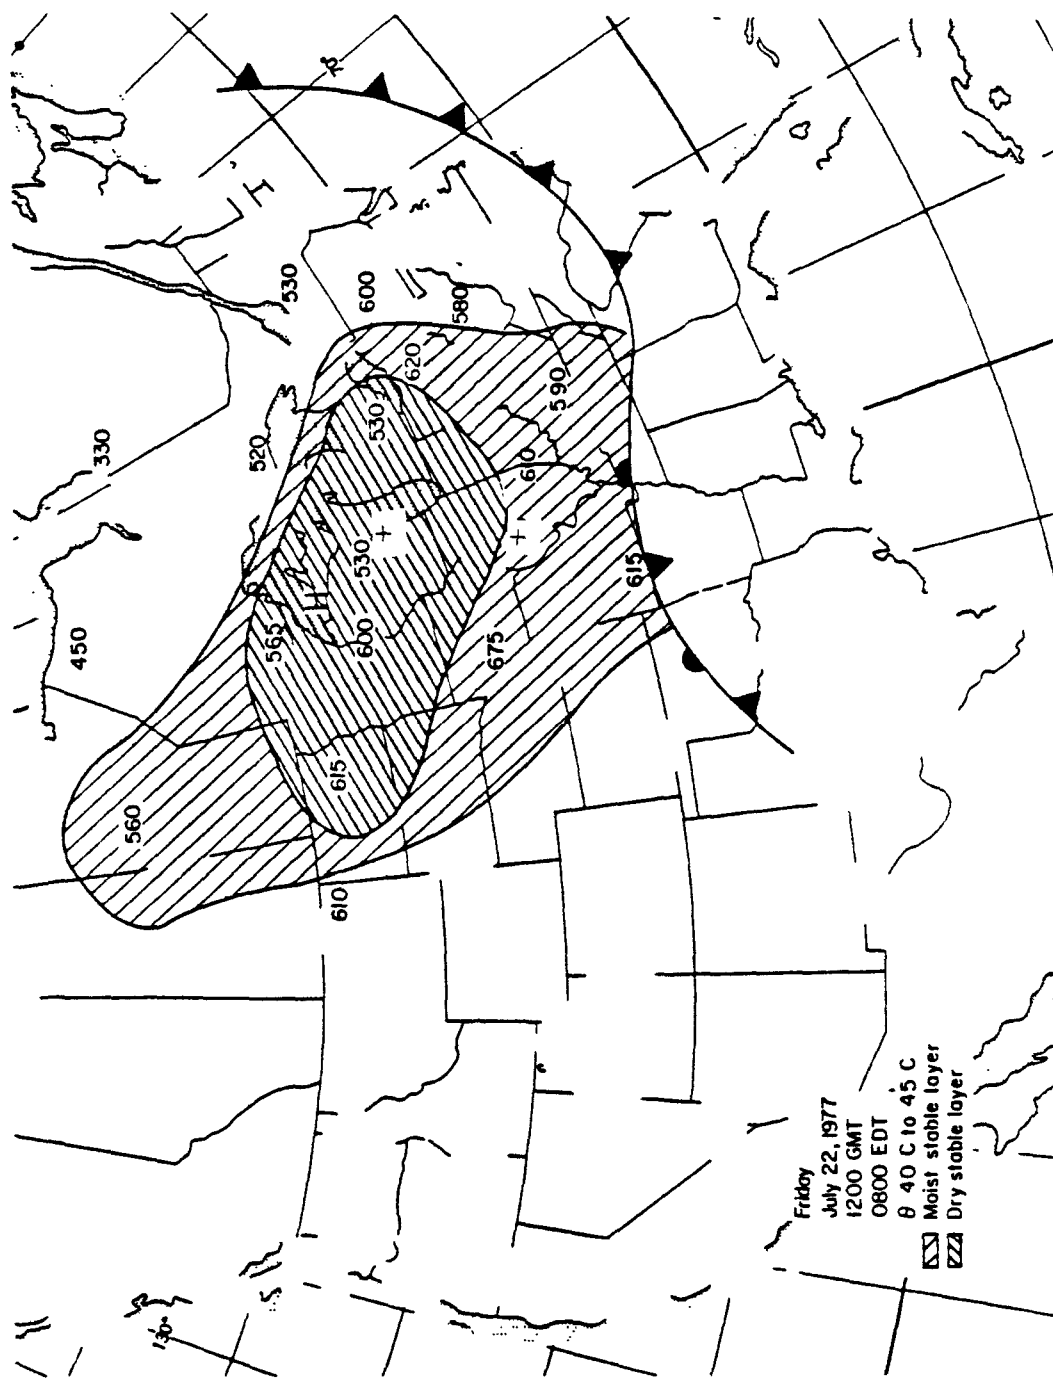 Friday
July 22, 1977
1200 GMT
0800 EDT
θ 40 C to 45 C
Moist stable layer
Dry stable layer
130°
610
560
615
450
565
600
675
615
330
520
530
530
610
620
590
530
600
580
H
H